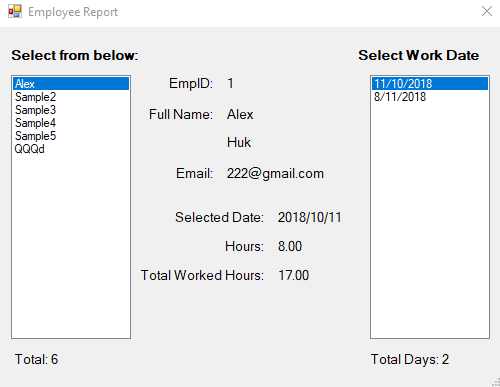 Employee Report
Select from below:
Select Work Date
Alex
Sample2
Sample3
Sample4
Sample5
QQQd
EmpID: 1
Full Name: Alex
Huk
Email: 222@gmail.com
Selected Date: 2018/10/11
Hours: 8.00
Total Worked Hours: 17.00
11/10/2018
8/11/2018
Total: 6
Total Days: 2